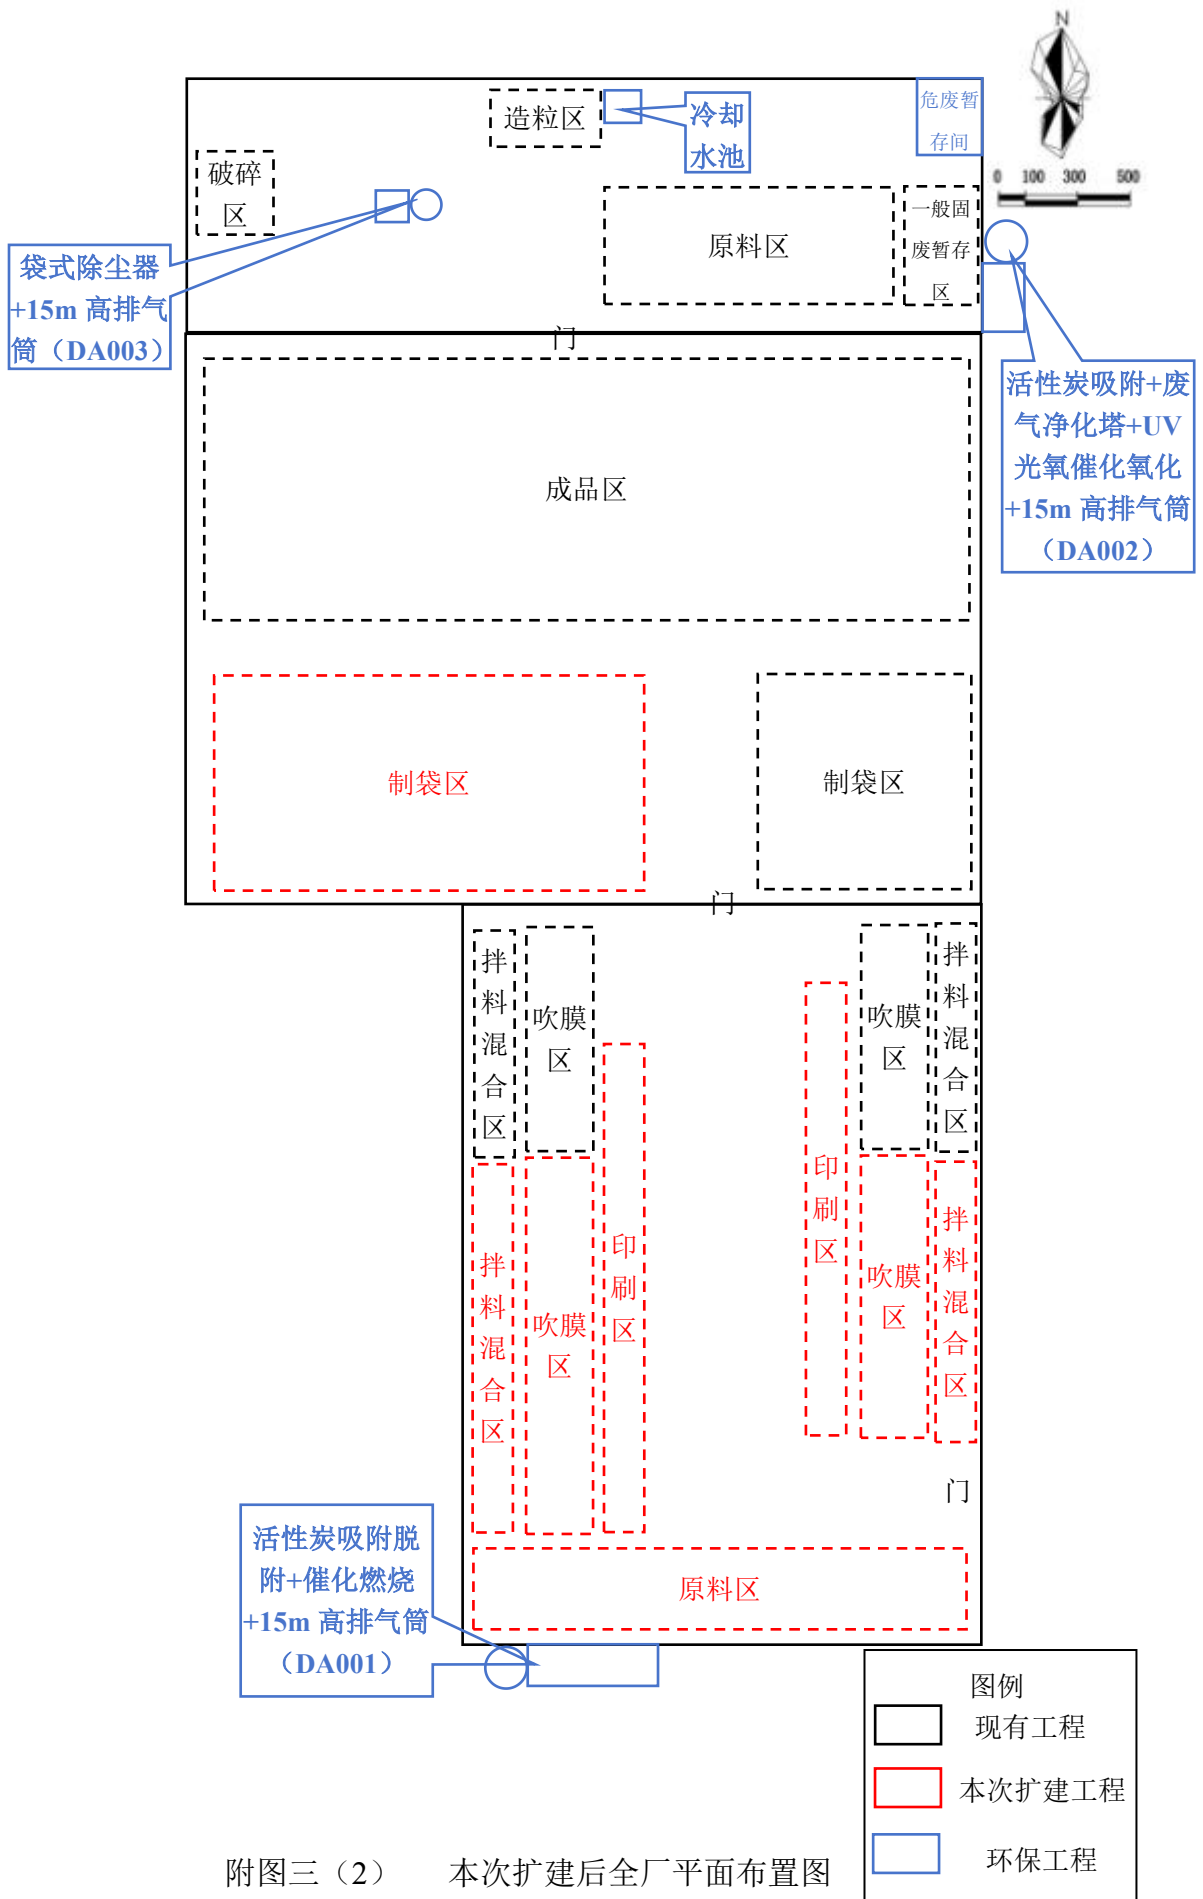 N
0 100 300 500
造粒区
冷却
水池
危废暂
存间
破碎
区
原料区
一般固
废暂存
区
袋式除尘器
+15m 高排气
筒（DA003）
门
活性炭吸附+废
气净化塔+UV
光氧催化氧化
+15m 高排气筒
（DA002）
成品区
制袋区
制袋区
门
拌
料
混
合
区
吹膜
区
吹膜
区
拌
料
混
合
区
拌
料
混
合
区
吹膜
区
印
刷
区
印
刷
区
吹膜
区
拌
料
混
合
区
门
活性炭吸附脱
附+催化燃烧
+15m 高排气筒
（DA001）
原料区
图例
现有工程
本次扩建工程
环保工程
附图三（2） 本次扩建后全厂平面布置图